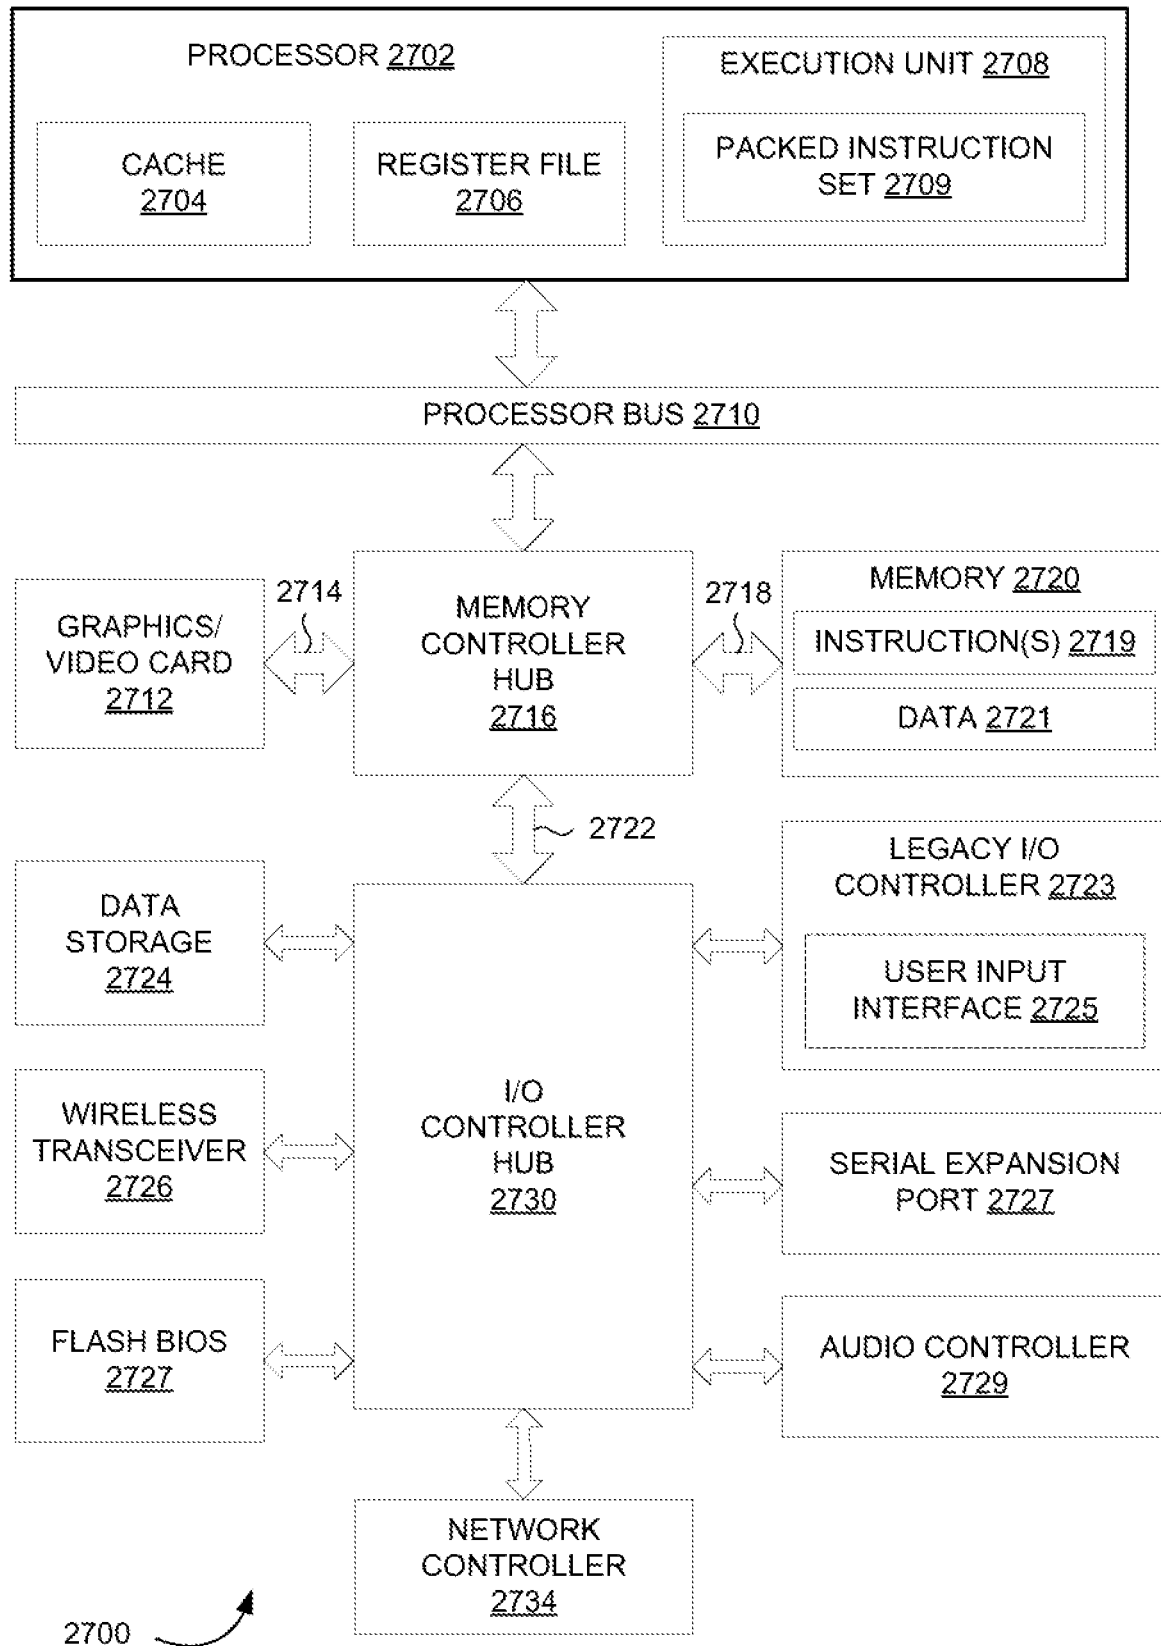 PROCESSOR 2702
EXECUTION UNIT 2708
CACHE
2704
REGISTER FILE
2706
PACKED INSTRUCTION
SET 2709
PROCESSOR BUS 2710
2714
2718
GRAPHICS/
VIDEO CARD
2712
MEMORY
CONTROLLER
HUB
2716
MEMORY 2720
INSTRUCTION(S) 2719
DATA 2721
2722
DATA
STORAGE
2724
LEGACY I/O
CONTROLLER 2723
USER INPUT
INTERFACE 2725
WIRELESS
TRANSCEIVER
2726
I/O
CONTROLLER
HUB
2730
SERIAL EXPANSION
PORT 2727
FLASH BIOS
2727
AUDIO CONTROLLER
2729
NETWORK
CONTROLLER
2734
2700